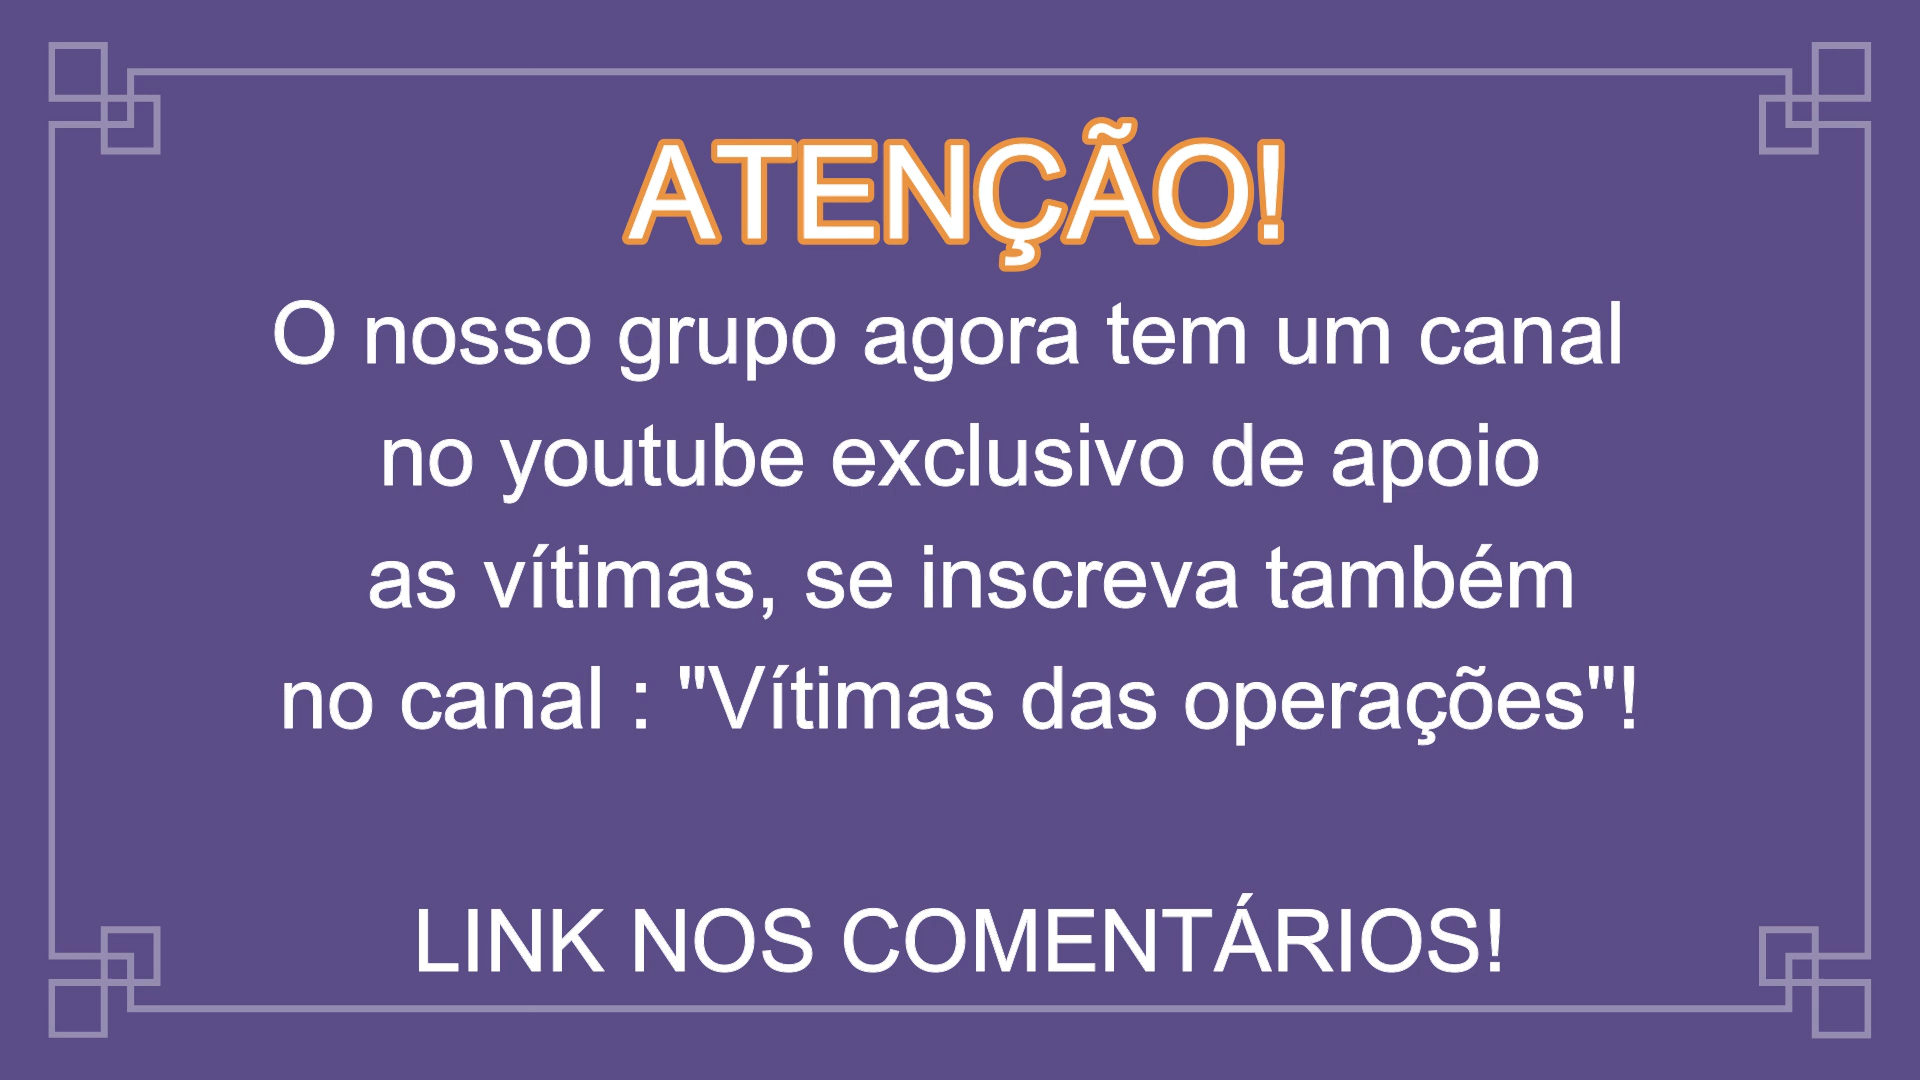 ATENÇÃO!
O nosso grupo agora tem um canal
no youtube exclusivo de apoio
as vítimas, se inscreva também
no canal : "Vítimas das operações"!
LINK NOS COMENTÁRIOS!